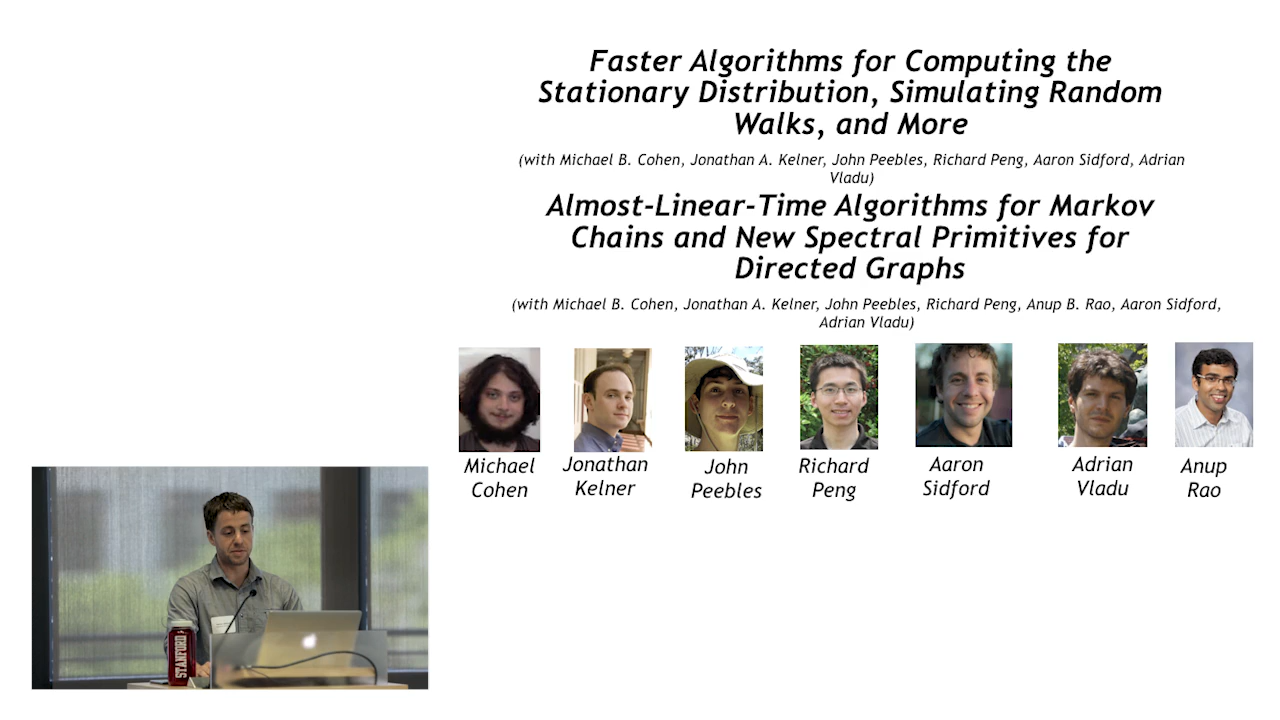 Faster Algorithms for Computing the
Stationary Distribution, Simulating Random
Walks, and More
(with Michael B. Cohen, Jonathan A. Kelner, John Peebles, Richard Peng, Aaron Sidford, Adrian
Vladu)
Almost-Linear-Time Algorithms for Markov
Chains and New Spectral Primitives for
Directed Graphs
(with Michael B. Cohen, Jonathan A. Kelner, John Peebles, Richard Peng, Anup B. Rao, Aaron Sidford,
Adrian Vladu)
Michael
Cohen
Jonathan
Kelner
John
Peebles
Richard
Peng
Aaron
Sidford
Adrian
Vladu
Anup
Rao
STANFORD